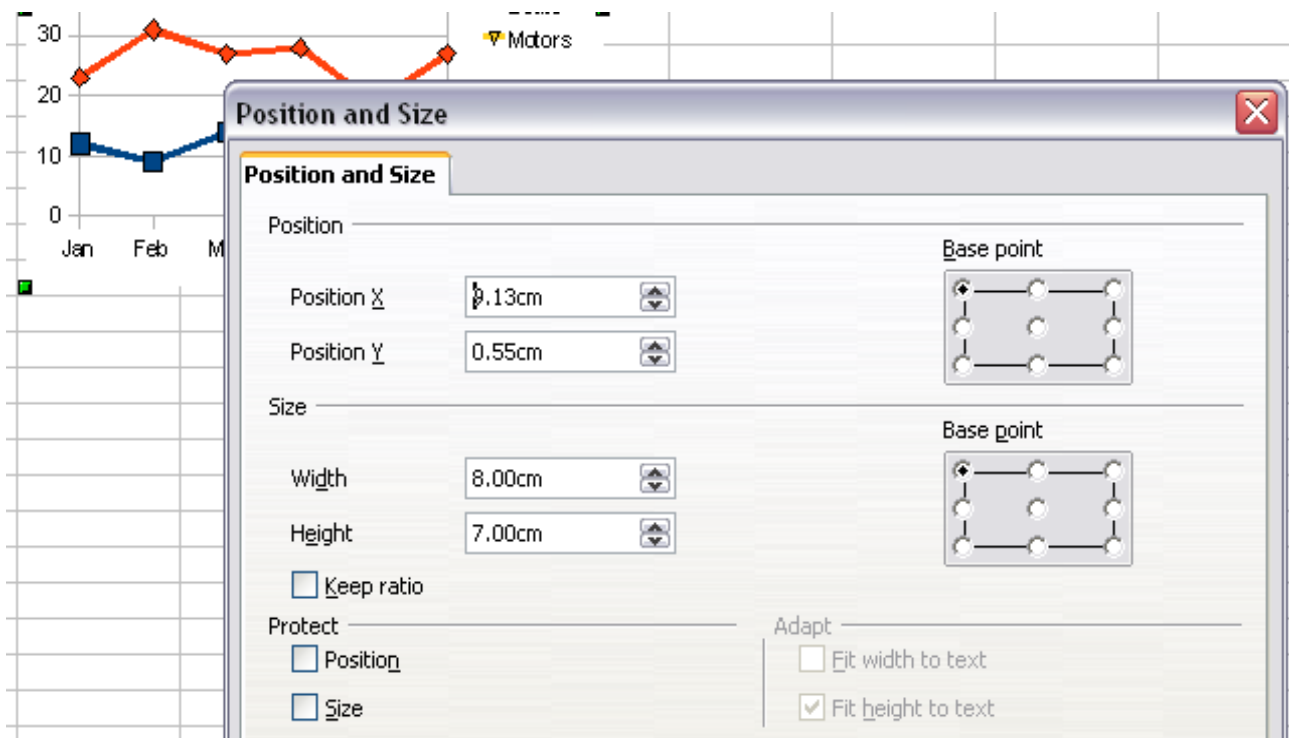 30
Motors
20
10
0
Jan Feb M
Position and Size
Position and Size
Position
Base point
Position X 9.13cm
Position Y 0.55cm
Size
Base point
Width 8.00cm
Height 7.00cm
Keep ratio
Protect
Adapt
Position
Fit width to text
Size
Fit height to text